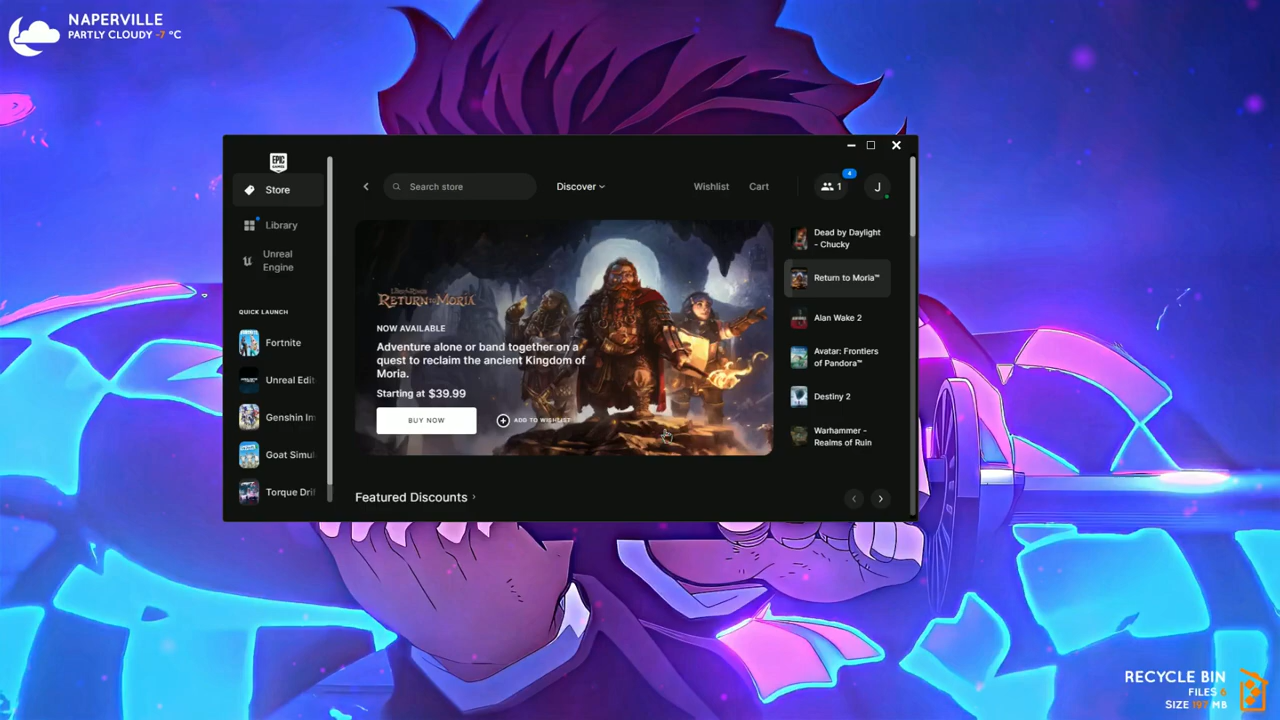 NAPERVILLE
PARTLY CLOUDY -7 °C
EPIC
GAMES
Store
Library
Unreal
Engine
QUICK LAUNCH
Fortnite
Unreal Edit
Genshin Im
Goat Simul
Torque Drif
Search store
Discover
Wishlist
Cart
4
1
J
RETURN TO MORIA
NOW AVAILABLE
Adventure alone or band together on a
quest to reclaim the ancient Kingdom of
Moria.
Starting at $39.99
BUY NOW
ADD TO WISHLIST
Dead by Daylight
- Chucky
Return to Moria™
Alan Wake 2
Avatar: Frontiers
of Pandora™
Destiny 2
Warhammer -
Realms of Ruin
Featured Discounts
RECYCLE BIN
FILES 6
SIZE 197 MB